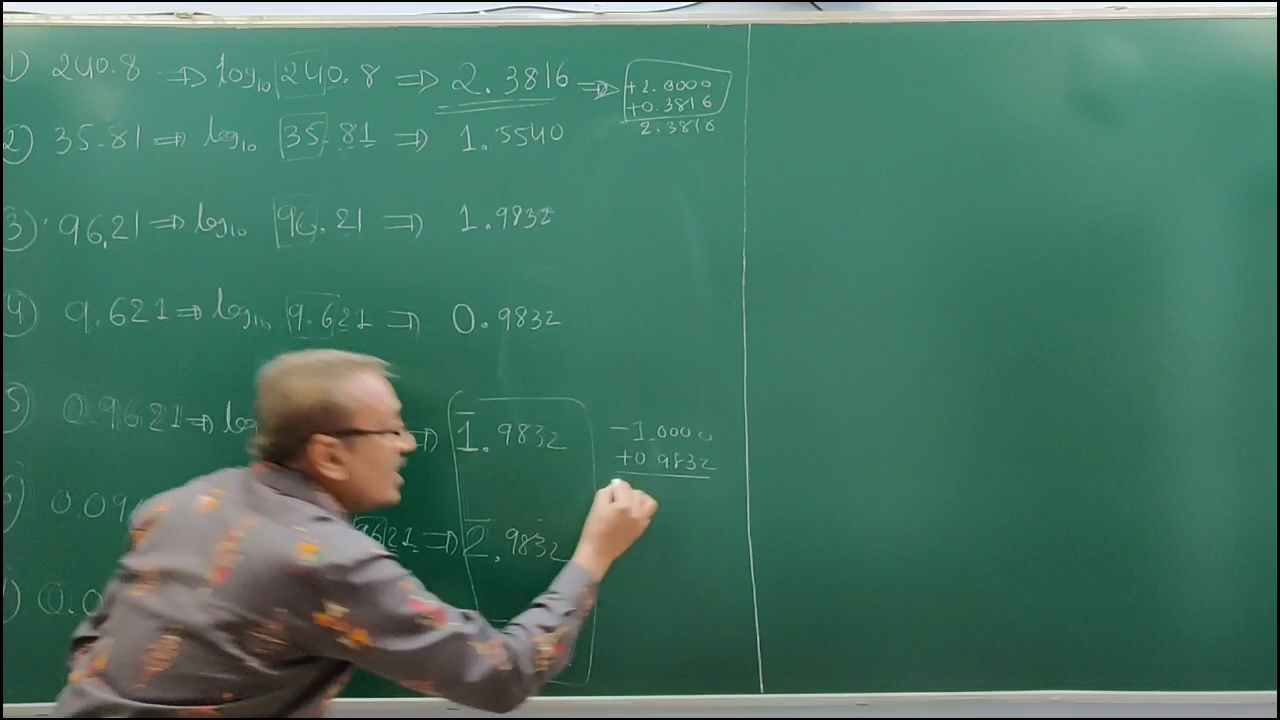 1) 240.8 ⇒ log₁₀ 240.8 ⇒ 2.3816 ⇒ +2.0000
+0.3816
2.3816
2) 35.81 ⇒ log₁₀ 35.81 ⇒ 1.5540
3) 96.21 ⇒ log₁₀ 96.21 ⇒ 1.9832
4) 9.621 ⇒ log₁₀ 9.621 ⇒ 0.9832
5) 0.9621 ⇒ log ⇒ 1̅.9832 -1.0000
+0.9832
0.09 9621 ⇒ 2̅.9832
) 0.0